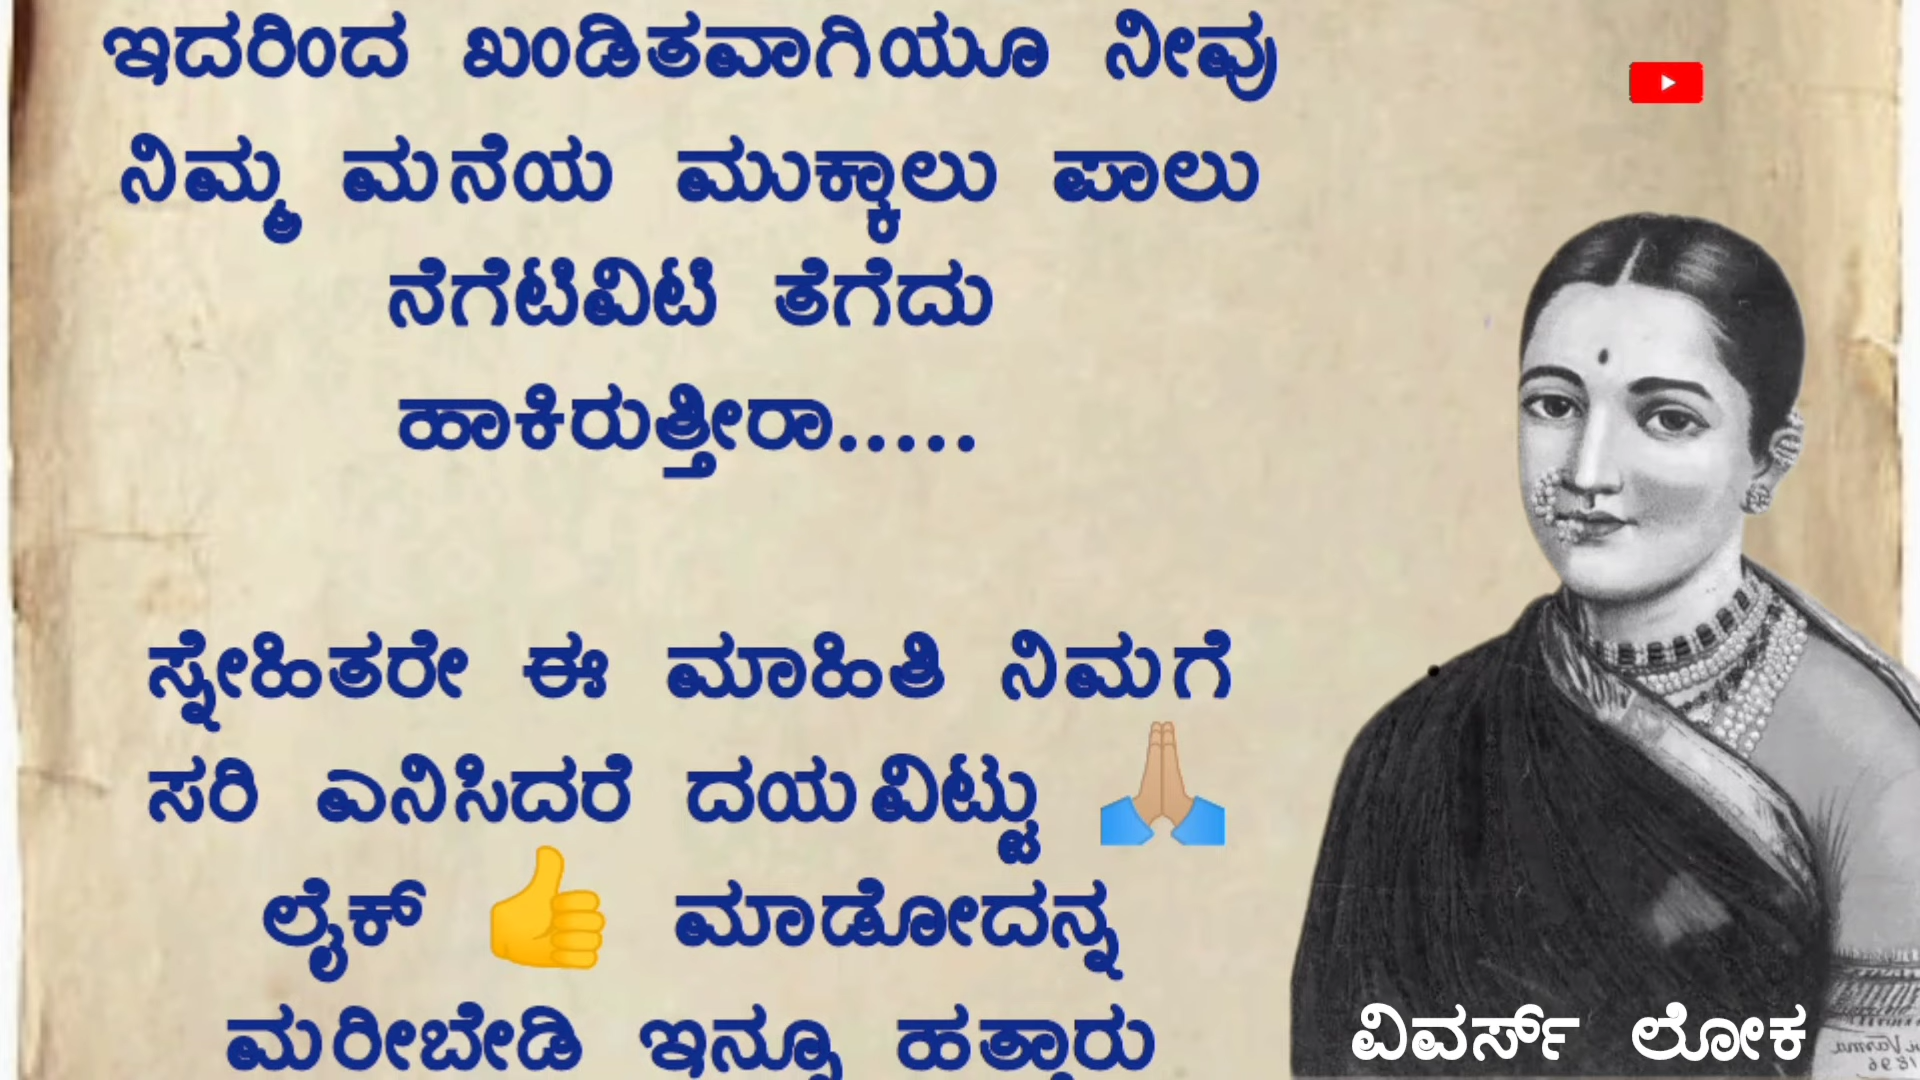 ಇದರಿಂದ ಖಂಡಿತವಾಗಿಯೂ ನೀವು
ನಿಮ್ಮ ಮನೆಯ ಮುಕ್ಕಾಲು ಪಾಲು
ನೆಗೆಟಿವಿಟಿ ತೆಗೆದು
ಹಾಕಿರುತ್ತೀರಾ.....
ಸ್ನೇಹಿತರೇ ಈ ಮಾಹಿತಿ ನಿಮಗೆ
ಸರಿ ಎನಿಸಿದರೆ ದಯವಿಟ್ಟು 🙏🏼
ಲೈಕ್ 👍 ಮಾಡೋದನ್ನ
ಮರೀಬೇಡಿ ಇನ್ನೂ ಹತ್ತಾರು
ವಿವರ್ಸ್ ಲೋಕ